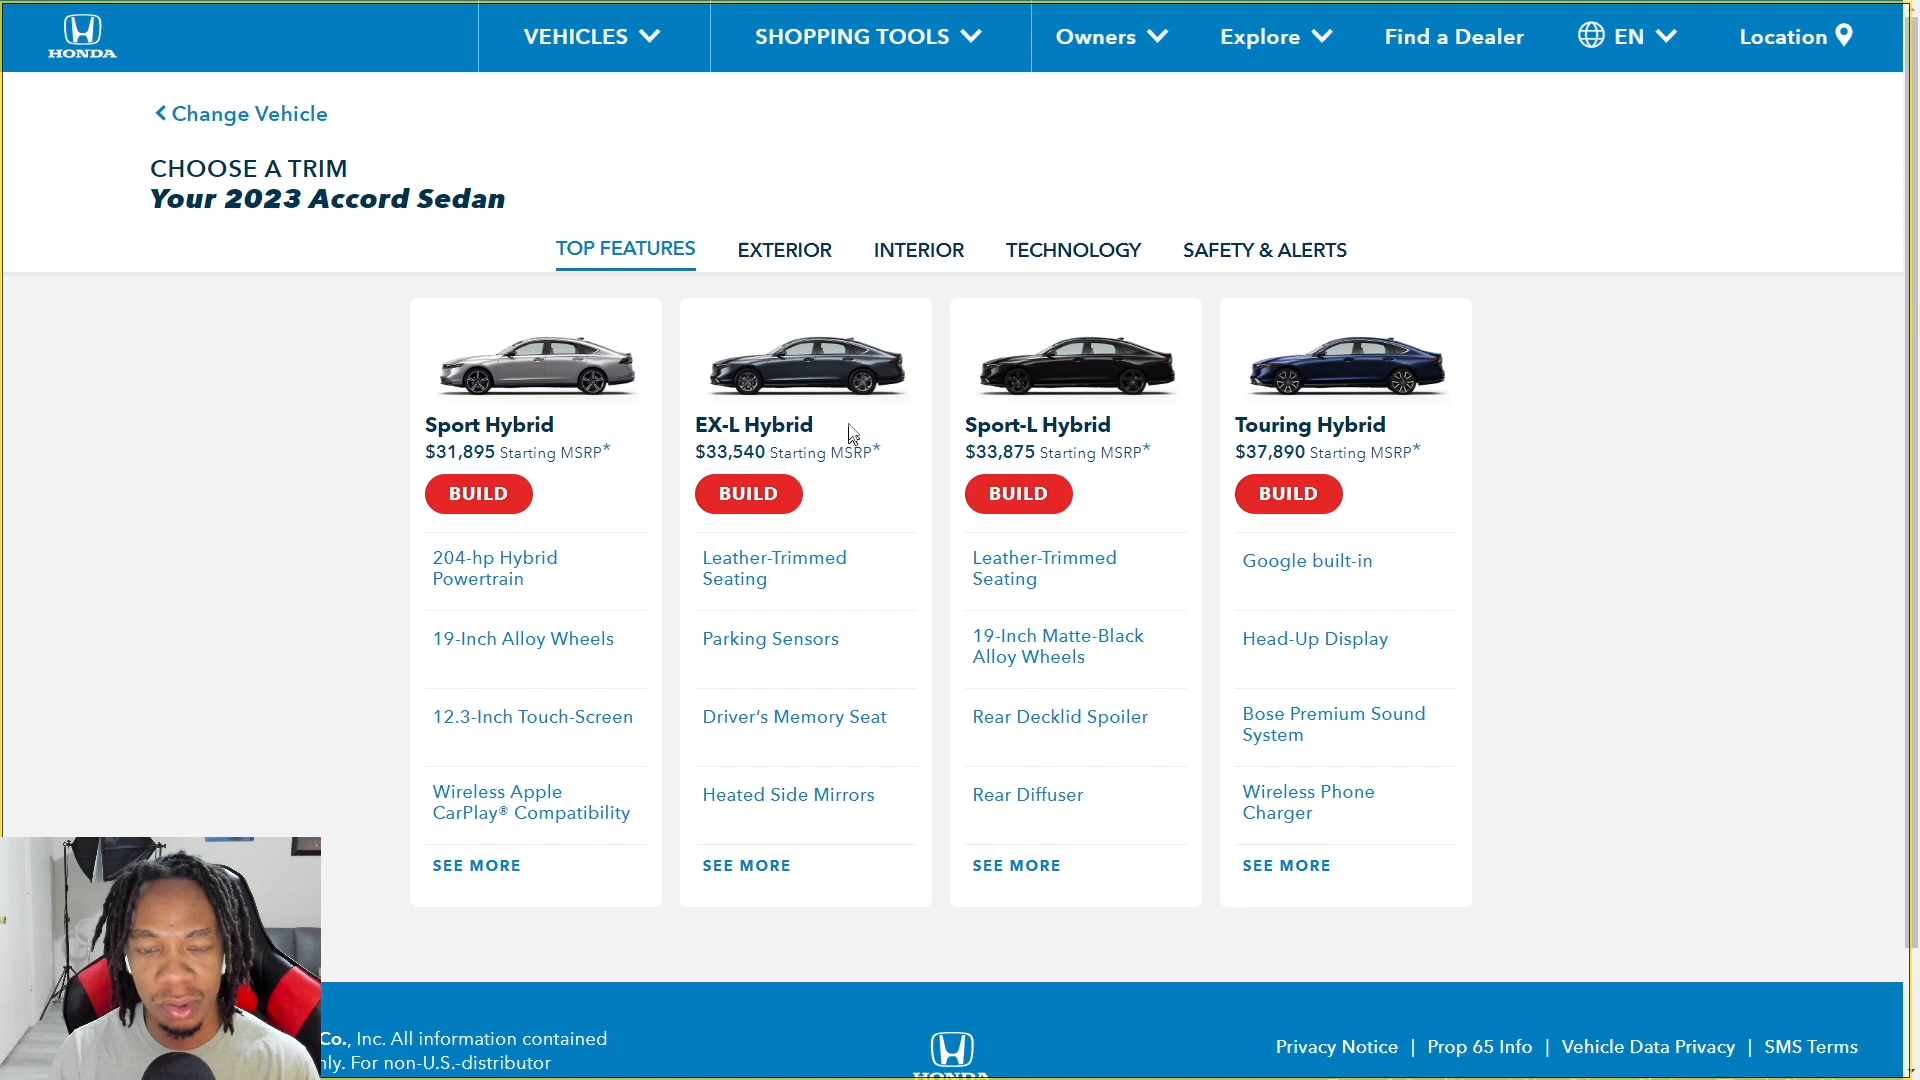 HONDA
VEHICLES
SHOPPING TOOLS
Owners
Explore
Find a Dealer
EN
Location
Change Vehicle
CHOOSE A TRIM
Your 2023 Accord Sedan
TOP FEATURES
EXTERIOR
INTERIOR
TECHNOLOGY
SAFETY & ALERTS
Sport Hybrid
$31,895 Starting MSRP*
BUILD
204-hp Hybrid
Powertrain
19-Inch Alloy Wheels
12.3-Inch Touch-Screen
Wireless Apple
CarPlay® Compatibility
SEE MORE
EX-L Hybrid
$33,540 Starting MSRP*
BUILD
Leather-Trimmed
Seating
Parking Sensors
Driver's Memory Seat
Heated Side Mirrors
SEE MORE
Sport-L Hybrid
$33,875 Starting MSRP*
BUILD
Leather-Trimmed
Seating
19-Inch Matte-Black
Alloy Wheels
Rear Decklid Spoiler
Rear Diffuser
SEE MORE
Touring Hybrid
$37,890 Starting MSRP*
BUILD
Google built-in
Head-Up Display
Bose Premium Sound
System
Wireless Phone
Charger
SEE MORE
Co., Inc. All information contained
nly. For non-U.S.-distributor
HONDA
Privacy Notice | Prop 65 Info | Vehicle Data Privacy | SMS Terms